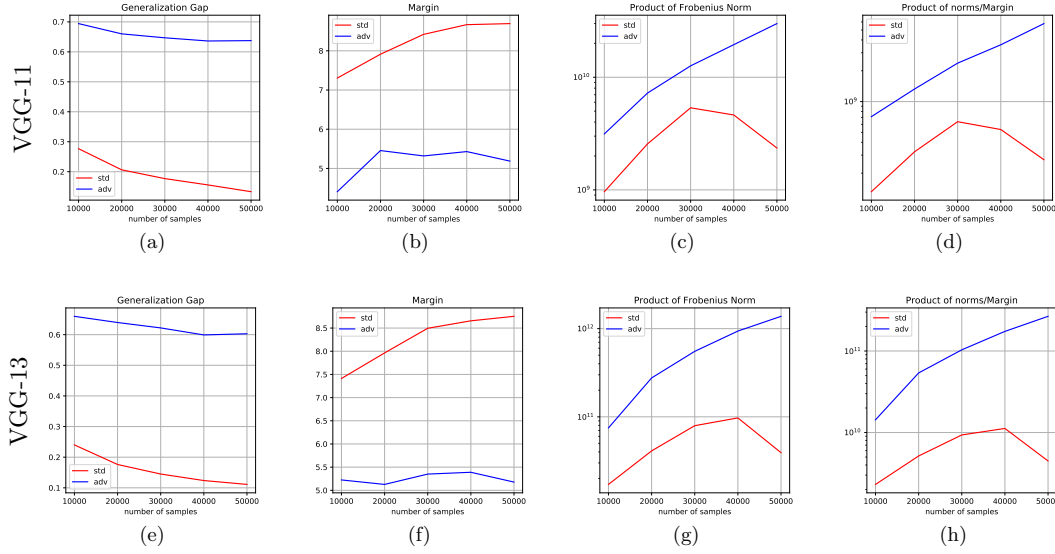 VGG-11
Generalization Gap
0.7
0.6
0.5
0.4
0.3
0.2
std
adv
10000 20000 30000 40000 50000
number of samples
(a)
Margin
8
7
6
5
std
adv
10000 20000 30000 40000 50000
number of samples
(b)
Product of Frobenius Norm
10^10
10^9
std
adv
10000 20000 30000 40000 50000
number of samples
(c)
Product of norms/Margin
10^9
std
adv
10000 20000 30000 40000 50000
number of samples
(d)
VGG-13
Generalization Gap
0.6
0.5
0.4
0.3
0.2
0.1
std
adv
10000 20000 30000 40000 50000
number of samples
(e)
Margin
8.5
8.0
7.5
7.0
6.5
6.0
5.5
5.0
std
adv
10000 20000 30000 40000 50000
number of samples
(f)
Product of Frobenius Norm
10^12
10^11
std
adv
10000 20000 30000 40000 50000
number of samples
(g)
Product of norms/Margin
10^11
10^10
std
adv
10000 20000 30000 40000 50000
number of samples
(h)